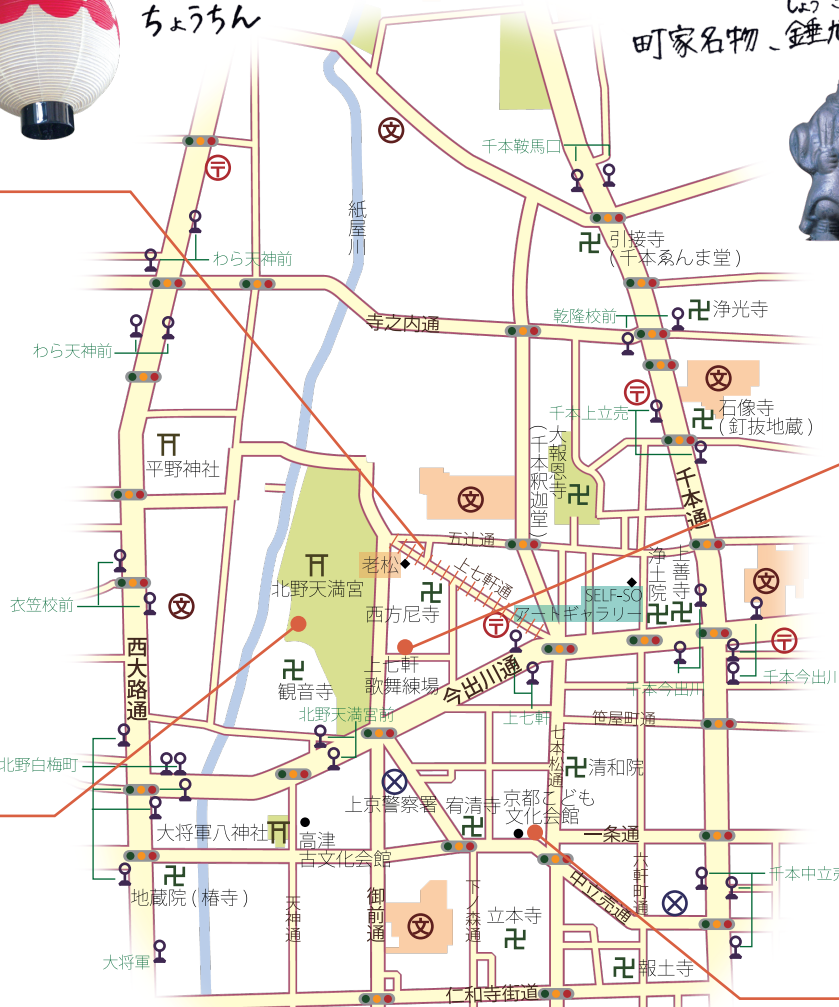 ちょうちん
町家名物、
千本鞍馬口
紙屋川
引接寺
(千本ゑんま堂)
わら天神前
乾隆校前
浄光寺
寺之内通
わら天神前
千本上立売
石像寺
(釘抜地蔵)
大報恩寺
(千本釈迦堂)
平野神社
千本通
五辻通
老松
上七軒通
浄土院
上善寺
北野天満宮
西方尼寺
SELF-SO
アートギャラリー
衣笠校前
西大路通
上七軒
歌舞練場
今出川通
観音寺
千本今出川
千本今出川
上七軒
笹屋町通
北野天満宮前
七本松通
清和院
北野白梅町
上京警察署
宥清寺
京都こども
文化会館
大将軍八神社
高津
古文化会館
一条通
六軒町通
千本中立売
中立売通
地蔵院(椿寺)
天神通
御前通
下ノ森通
立本寺
大将軍
報土寺
仁和寺街道